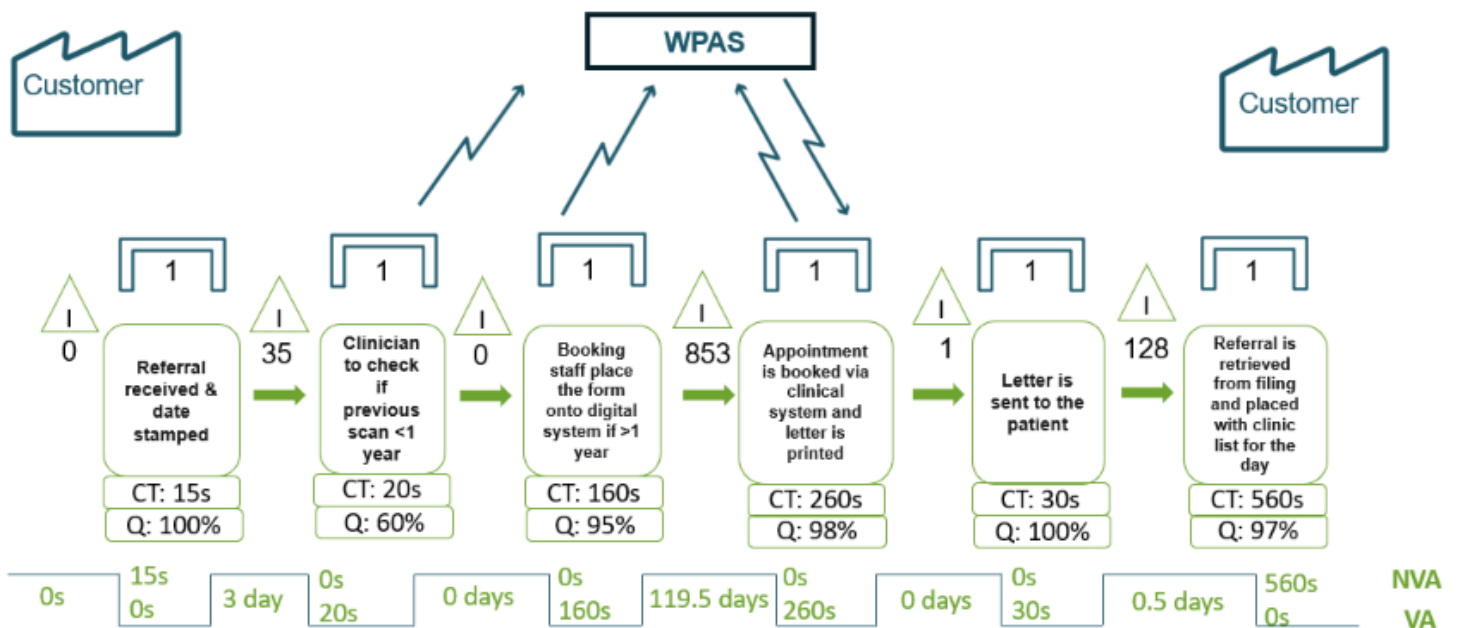 WPAS
Customer
Customer
1
1
1
1
1
1
I
0
I
35
I
0
I
853
I
1
I
128
Referral
received &
date
stamped
Clinician
to check
if
previous
scan <1
year
Booking
staff place
the form
onto digital
system if >1
year
Appointment
is booked via
clinical
system and
letter is
printed
Letter is
sent to the
patient
Referral is
retrieved
from filing
and placed
with clinic
list for the
day
CT: 15s
Q: 100%
CT: 20s
Q: 60%
CT: 160s
Q: 95%
CT: 260s
Q: 98%
CT: 30s
Q: 100%
CT: 560s
Q: 97%
0s
15s
0s
3 day
0s
20s
0 days
0s
160s
119.5 days
0s
260s
0 days
0s
30s
0.5 days
560s
0s
NVA
VA